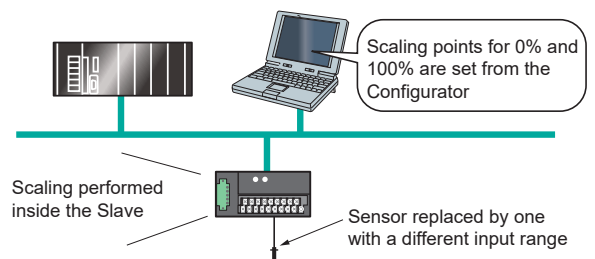 Scaling points for 0% and
100% are set from the
Configurator
Scaling performed
inside the Slave
Sensor replaced by one
with a different input range